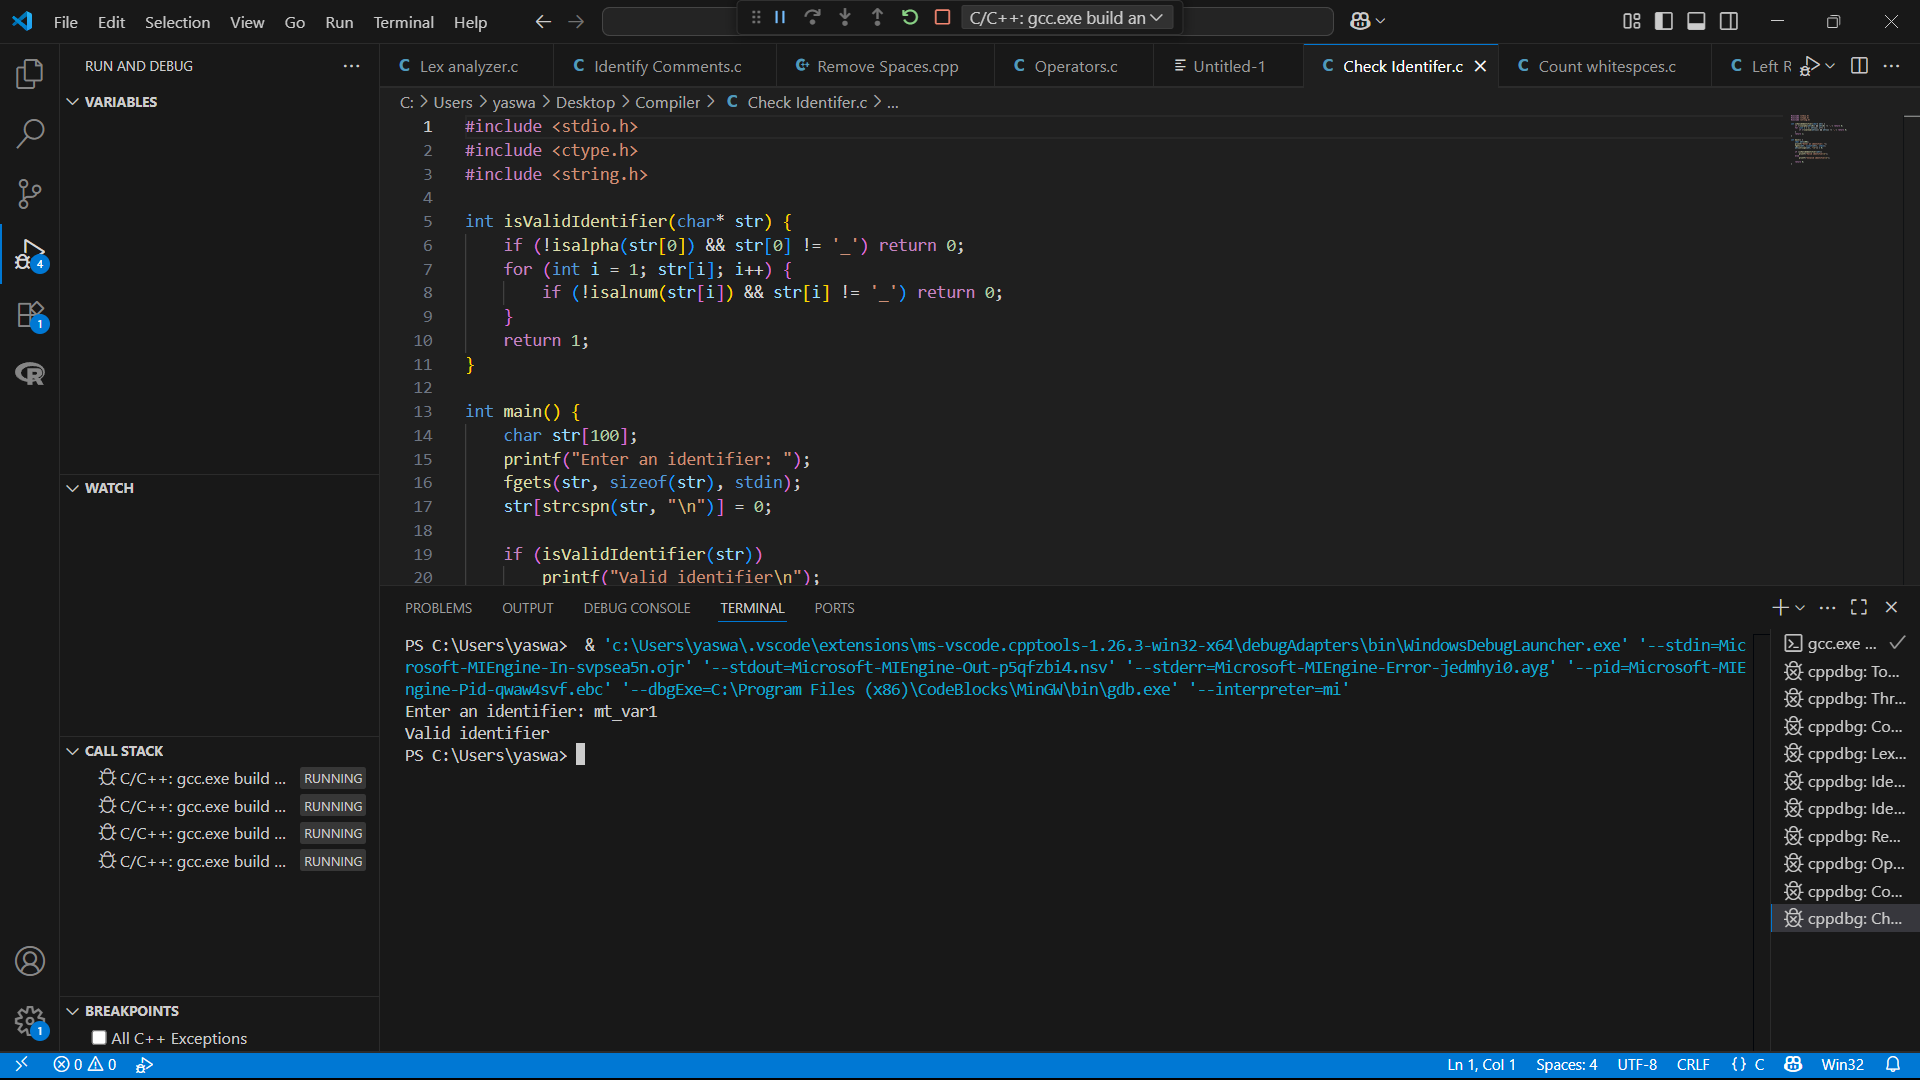 File Edit Selection View Go Run Terminal Help
C/C++: gcc.exe build an
RUN AND DEBUG
Lex analyzer.c
Identify Comments.c
Remove Spaces.cpp
Operators.c
Untitled-1
Check Identifer.c
Count whitespces.c
Left R
C: > Users > yaswa > Desktop > Compiler > C Check Identifer.c > ...
VARIABLES
WATCH
CALL STACK
C/C++: gcc.exe build ... RUNNING
C/C++: gcc.exe build ... RUNNING
C/C++: gcc.exe build ... RUNNING
C/C++: gcc.exe build ... RUNNING
BREAKPOINTS
All C++ Exceptions
4
1
1
1 #include <stdio.h>
2 #include <ctype.h>
3 #include <string.h>
4
5 int isValidIdentifier(char* str) {
6     if (!isalpha(str[0]) && str[0] != '_') return 0;
7     for (int i = 1; str[i]; i++) {
8         if (!isalnum(str[i]) && str[i] != '_') return 0;
9     }
10     return 1;
11 }
12
13 int main() {
14     char str[100];
15     printf("Enter an identifier: ");
16     fgets(str, sizeof(str), stdin);
17     str[strcspn(str, "\n")] = 0;
18
19     if (isValidIdentifier(str))
20         printf("Valid identifier\n");
PROBLEMS OUTPUT DEBUG CONSOLE TERMINAL PORTS
PS C:\Users\yaswa>  & 'c:\Users\yaswa\.vscode\extensions\ms-vscode.cpptools-1.26.3-win32-x64\debugAdapters\bin\WindowsDebugLauncher.exe' '--stdin=Mic
rosoft-MIEngine-In-svpsea5n.ojr' '--stdout=Microsoft-MIEngine-Out-p5qfzbi4.nsv' '--stderr=Microsoft-MIEngine-Error-jedmhyi0.ayg' '--pid=Microsoft-MIE
ngine-Pid-qwaw4svf.ebc' '--dbgExe=C:\Program Files (x86)\CodeBlocks\MinGW\bin\gdb.exe' '--interpreter=mi'
Enter an identifier: mt_var1
Valid identifier
PS C:\Users\yaswa>
gcc.exe ...
cppdbg: To...
cppdbg: Thr...
cppdbg: Co...
cppdbg: Lex...
cppdbg: Ide...
cppdbg: Ide...
cppdbg: Re...
cppdbg: Op...
cppdbg: Co...
cppdbg: Ch...
0 0
Ln 1, Col 1 Spaces: 4 UTF-8 CRLF {} C Win32